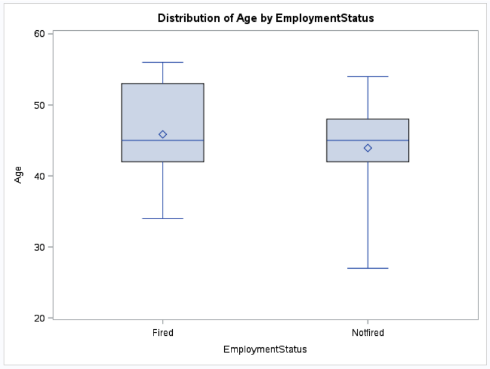 Distribution of Age by EmploymentStatus
60
50
40
30
20
Age
Fired
Notfired
EmploymentStatus